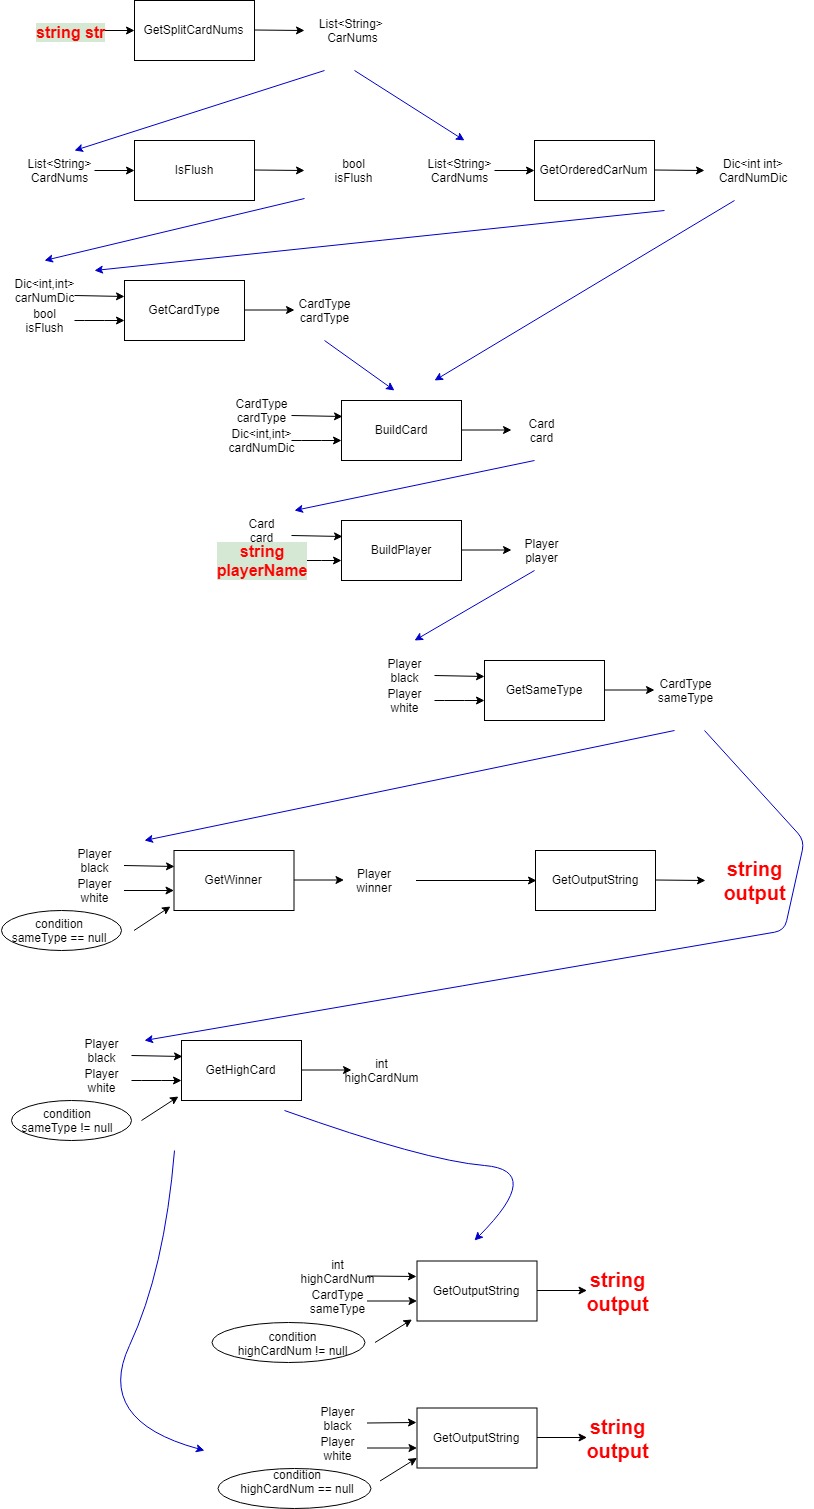 string str
GetSplitCardNums
List<String>
CarNums
List<String>
CardNums
IsFlush
bool
isFlush
List<String>
CardNums
GetOrderedCarNum
Dic<int int>
CardNumDic
Dic<int,int>
carNumDic
bool
isFlush
GetCardType
CardType
cardType
CardType
cardType
Dic<int,int>
cardNumDic
BuildCard
Card
card
Card
card
string
playerName
BuildPlayer
Player
player
Player
black
Player
white
GetSameType
CardType
sameType
Player
black
Player
white
condition
sameType == null
GetWinner
Player
winner
GetOutputString
string
output
Player
black
Player
white
condition
sameType != null
GetHighCard
int
highCardNum
int
highCardNum
CardType
sameType
condition
highCardNum != null
GetOutputString
string
output
Player
black
Player
white
condition
highCardNum == null
GetOutputString
string
output